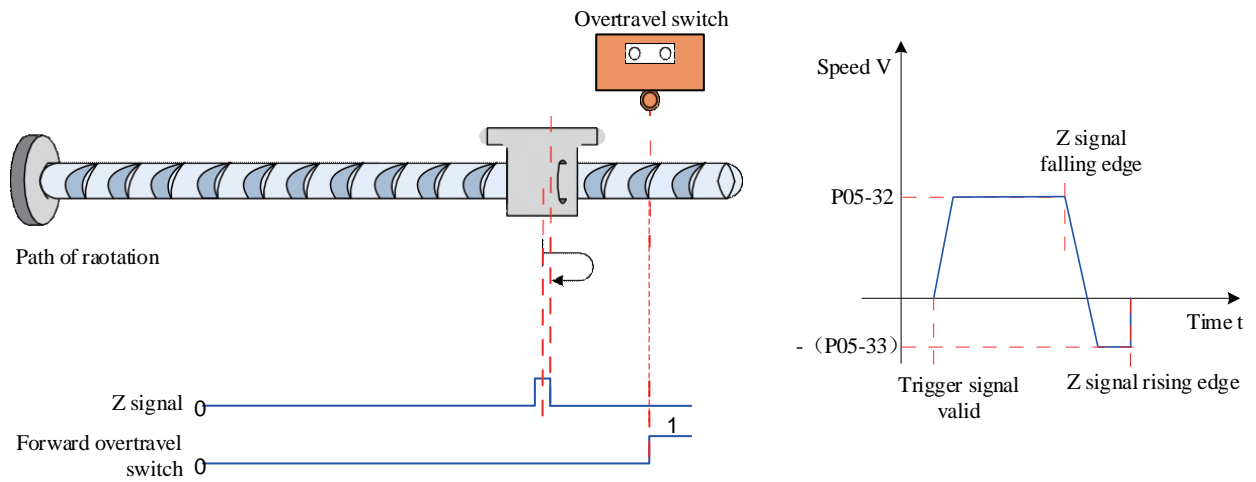 Overtravel switch
Path of raotation
Z signal
0
Forward overtravel
switch
0
1
Speed V
Z signal
falling edge
P05-32
Time t
-（P05-33）
Trigger signal
valid
Z signal rising edge